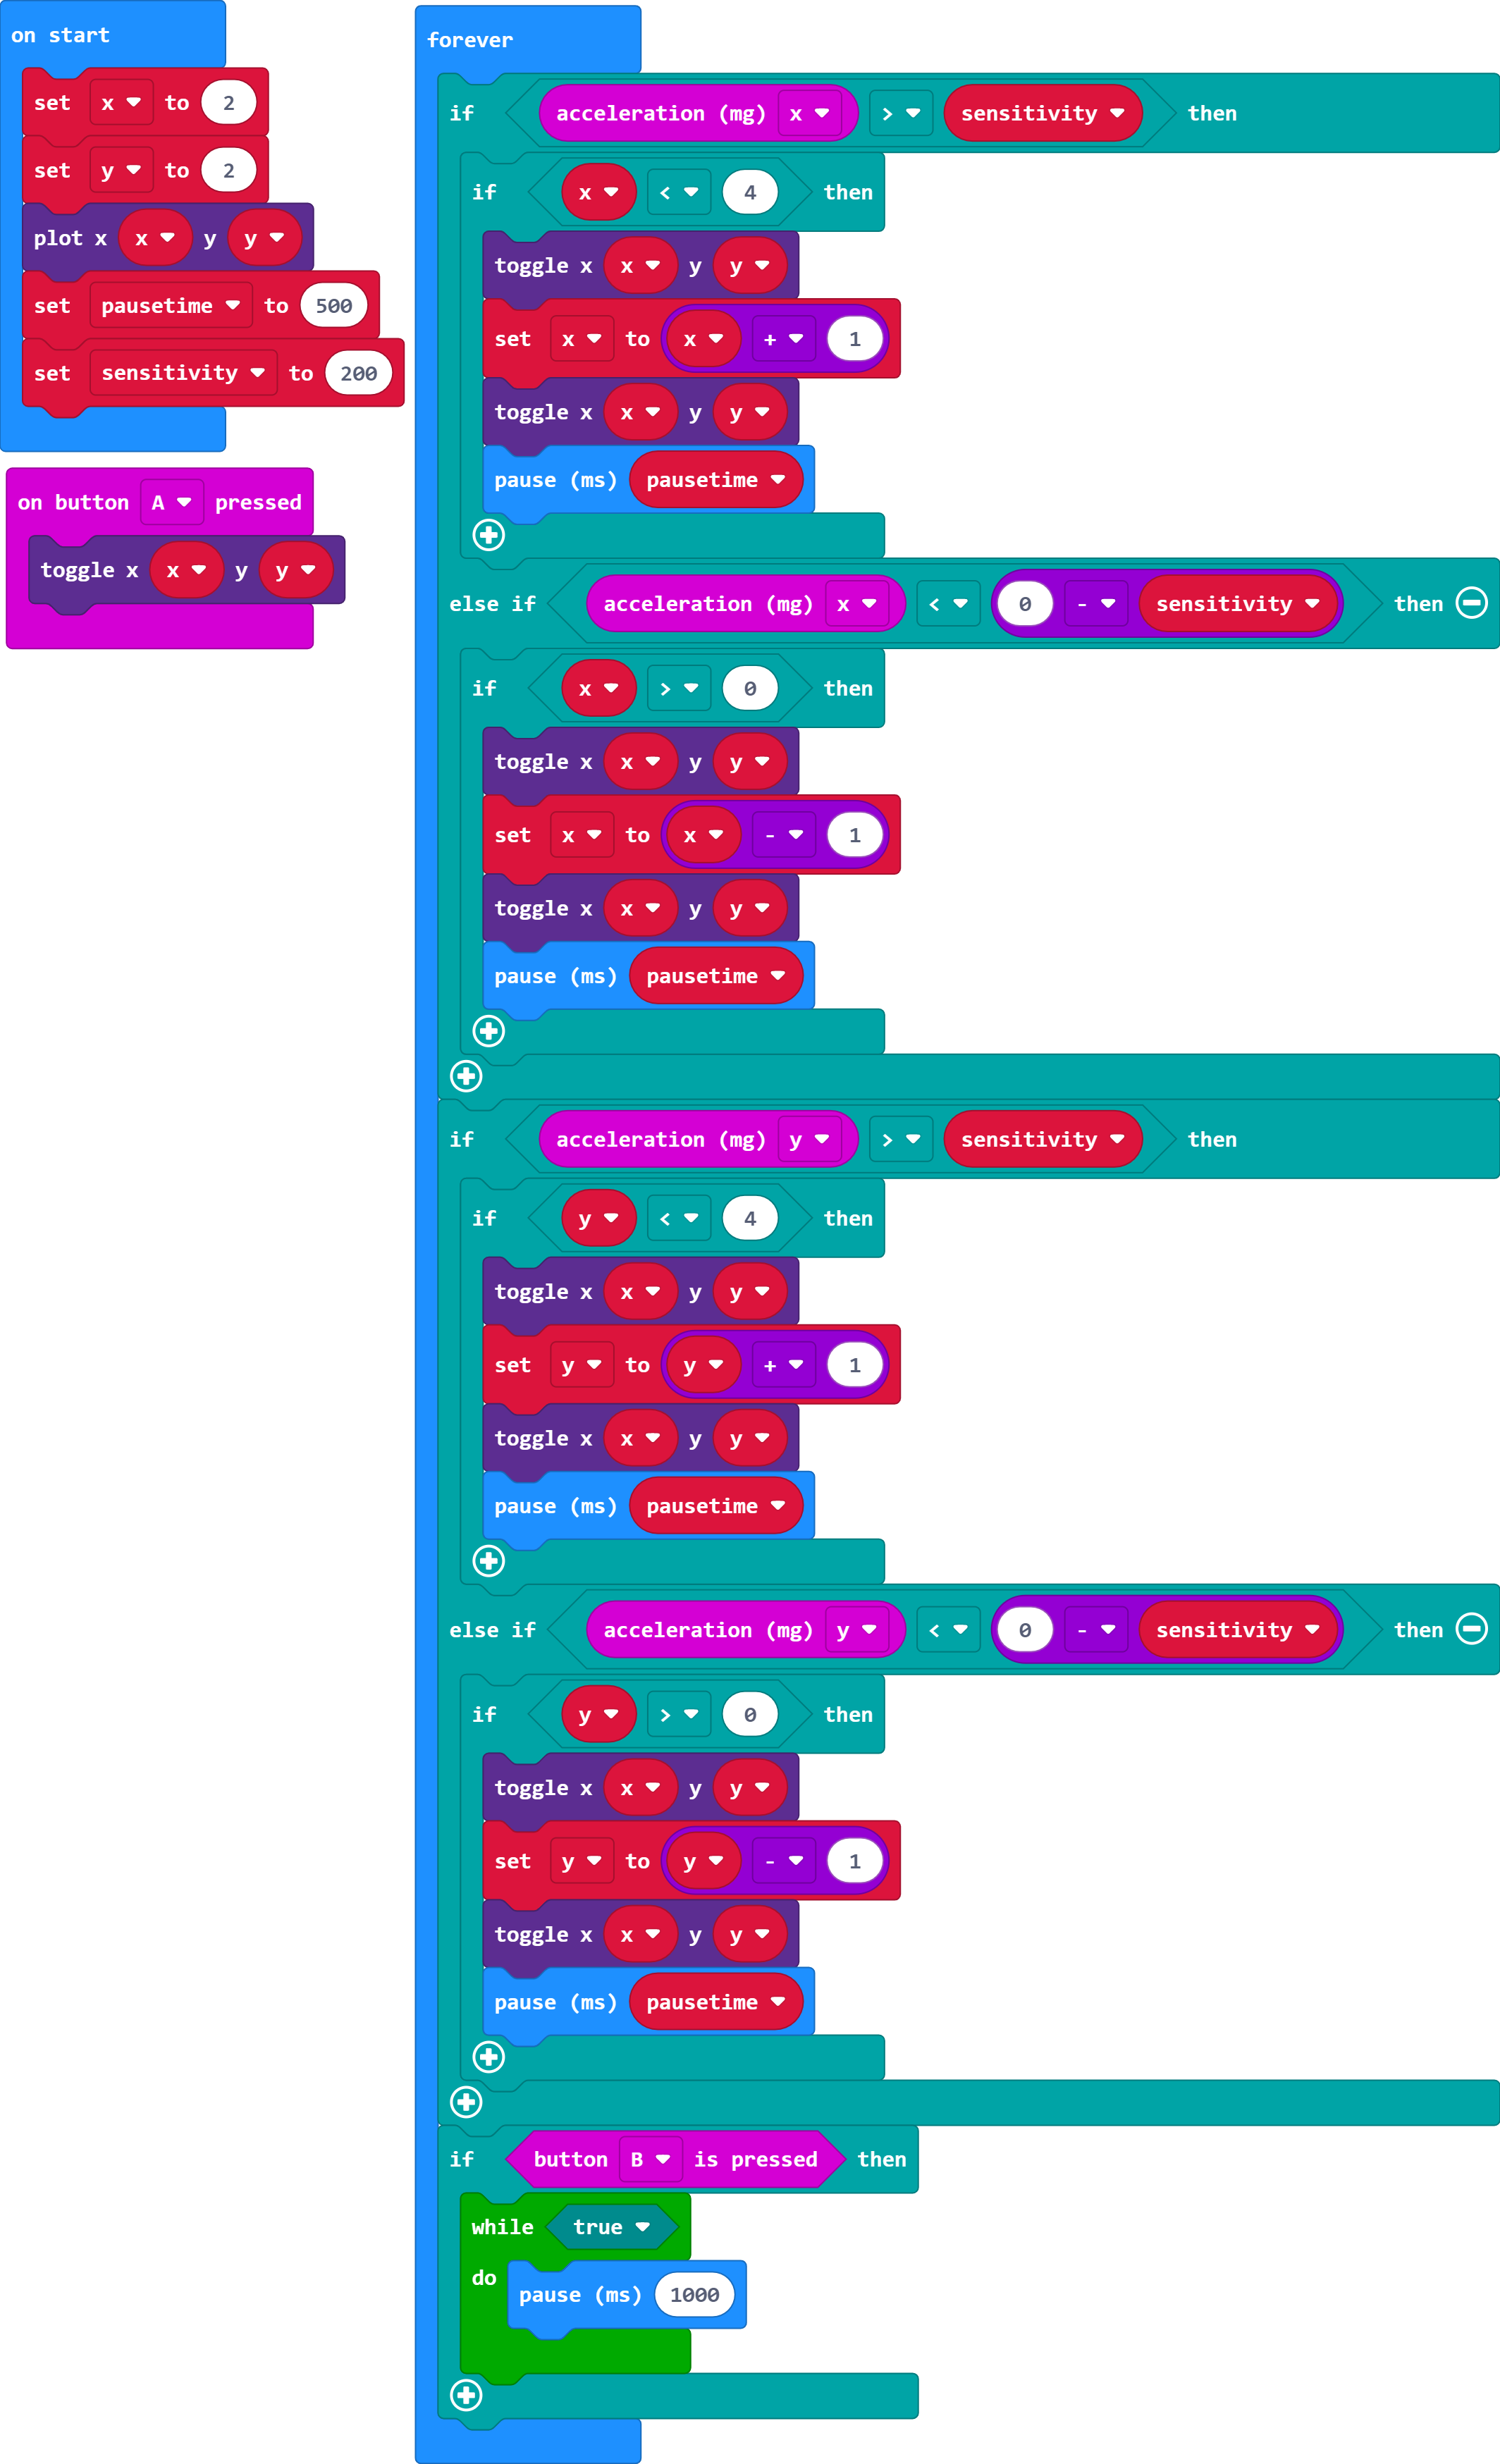 on start
set x to 2
set y to 2
plot x x y y
set pausetime to 500
set sensitivity to 200
on button A pressed
toggle x x y y
forever
if acceleration (mg) x > sensitivity then
if x < 4 then
toggle x x y y
set x to x + 1
toggle x x y y
pause (ms) pausetime
else if acceleration (mg) x < 0 - sensitivity then
if x > 0 then
toggle x x y y
set x to x - 1
toggle x x y y
pause (ms) pausetime
if acceleration (mg) y > sensitivity then
if y < 4 then
toggle x x y y
set y to y + 1
toggle x x y y
pause (ms) pausetime
else if acceleration (mg) y < 0 - sensitivity then
if y > 0 then
toggle x x y y
set y to y - 1
toggle x x y y
pause (ms) pausetime
if button B is pressed then
while true
do
pause (ms) 1000